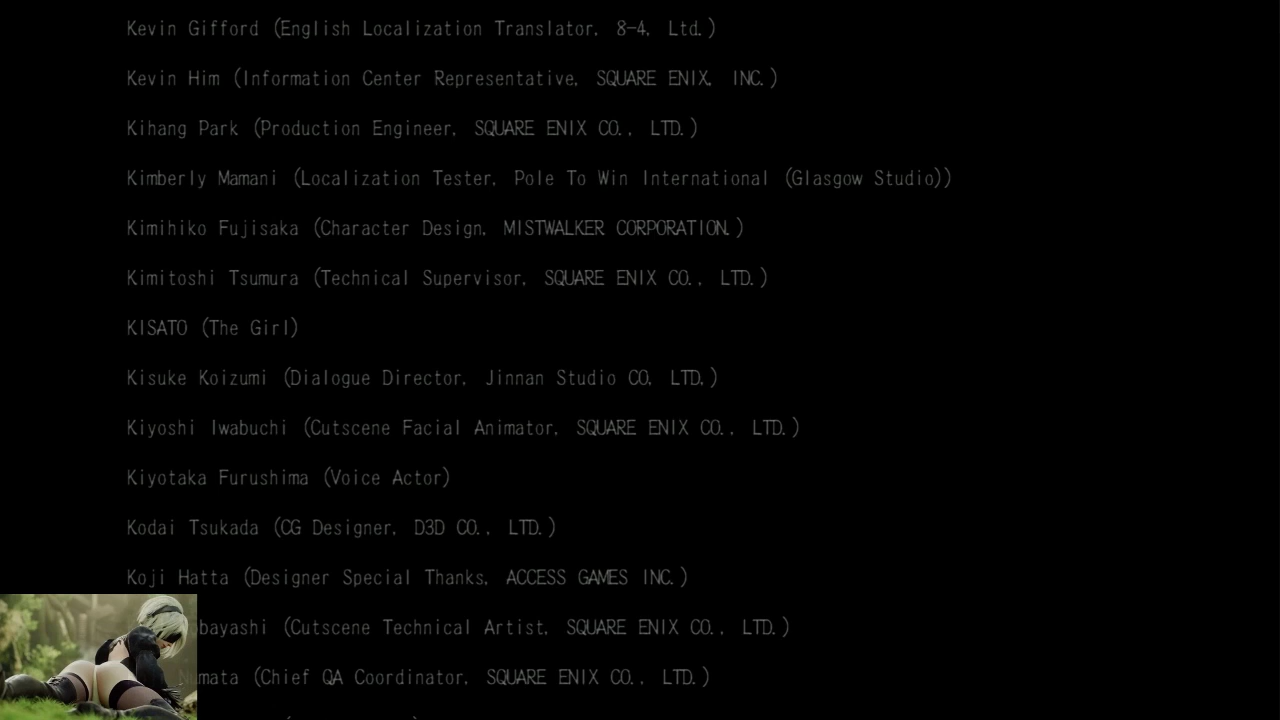 Kevin Gifford (English Localization Translator, 8-4, Ltd.)
Kevin Him (Information Center Representative, SQUARE ENIX, INC.)
Kihang Park (Production Engineer, SQUARE ENIX CO., LTD.)
Kimberly Mamani (Localization Tester, Pole To Win International (Glasgow Studio))
Kimihiko Fujisaka (Character Design, MISTWALKER CORPORATION.)
Kimitoshi Tsumura (Technical Supervisor, SQUARE ENIX CO., LTD.)
KISATO (The Girl)
Kisuke Koizumi (Dialogue Director, Jinnan Studio CO, LTD,)
Kiyoshi Iwabuchi (Cutscene Facial Animator, SQUARE ENIX CO., LTD.)
Kiyotaka Furushima (Voice Actor)
Kodai Tsukada (CG Designer, D3D CO., LTD.)
Koji Hatta (Designer Special Thanks, ACCESS GAMES INC.)
obayashi (Cutscene Technical Artist, SQUARE ENIX CO., LTD.)
Numata (Chief QA Coordinator, SQUARE ENIX CO., LTD.)